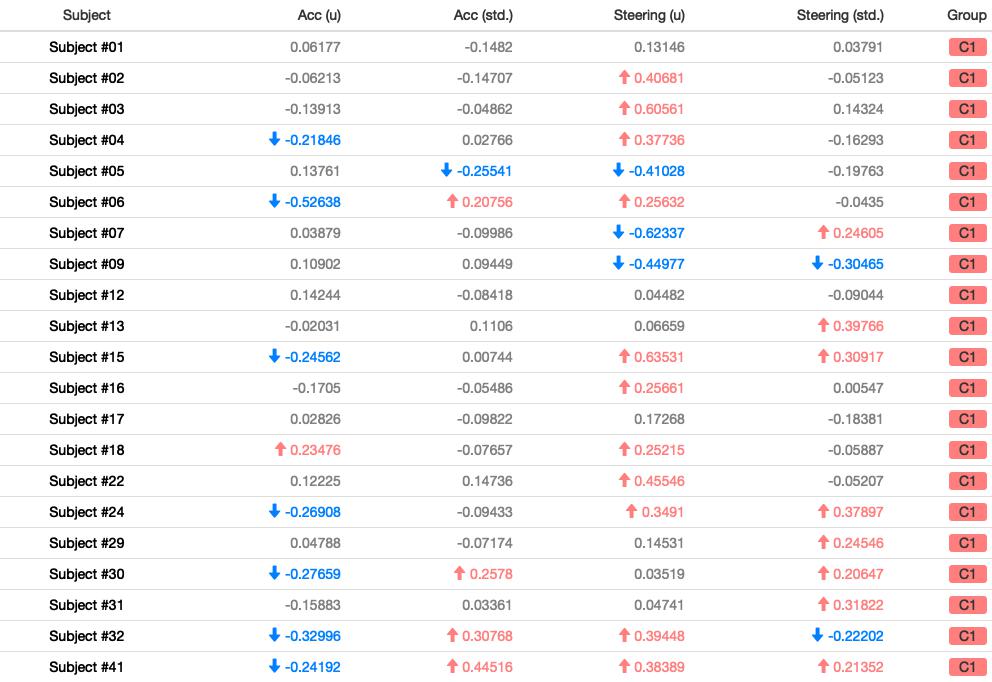 Subject Acc (u) Acc (std.) Steering (u) Steering (std.) Group
Subject #01 0.06177 -0.1482 0.13146 0.03791 C1
Subject #02 -0.06213 -0.14707 0.40681 -0.05123 C1
Subject #03 -0.13913 -0.04862 0.60561 0.14324 C1
Subject #04 -0.21846 0.02766 0.37736 -0.16293 C1
Subject #05 0.13761 -0.25541 -0.41028 -0.19763 C1
Subject #06 -0.52638 0.20756 0.25632 -0.0435 C1
Subject #07 0.03879 -0.09986 -0.62337 0.24605 C1
Subject #09 0.10902 0.09449 -0.44977 -0.30465 C1
Subject #12 0.14244 -0.08418 0.04482 -0.09044 C1
Subject #13 -0.02031 0.1106 0.06659 0.39766 C1
Subject #15 -0.24562 0.00744 0.63531 0.30917 C1
Subject #16 -0.1705 -0.05486 0.25661 0.00547 C1
Subject #17 0.02826 -0.09822 0.17268 -0.18381 C1
Subject #18 0.23476 -0.07657 0.25215 -0.05887 C1
Subject #22 0.12225 0.14736 0.45546 -0.05207 C1
Subject #24 -0.26908 -0.09433 0.3491 0.37897 C1
Subject #29 0.04788 -0.07174 0.14531 0.24546 C1
Subject #30 -0.27659 0.2578 0.03519 0.20647 C1
Subject #31 -0.15883 0.03361 0.04741 0.31822 C1
Subject #32 -0.32996 0.30768 0.39448 -0.22202 C1
Subject #41 -0.24192 0.44516 0.38389 0.21352 C1